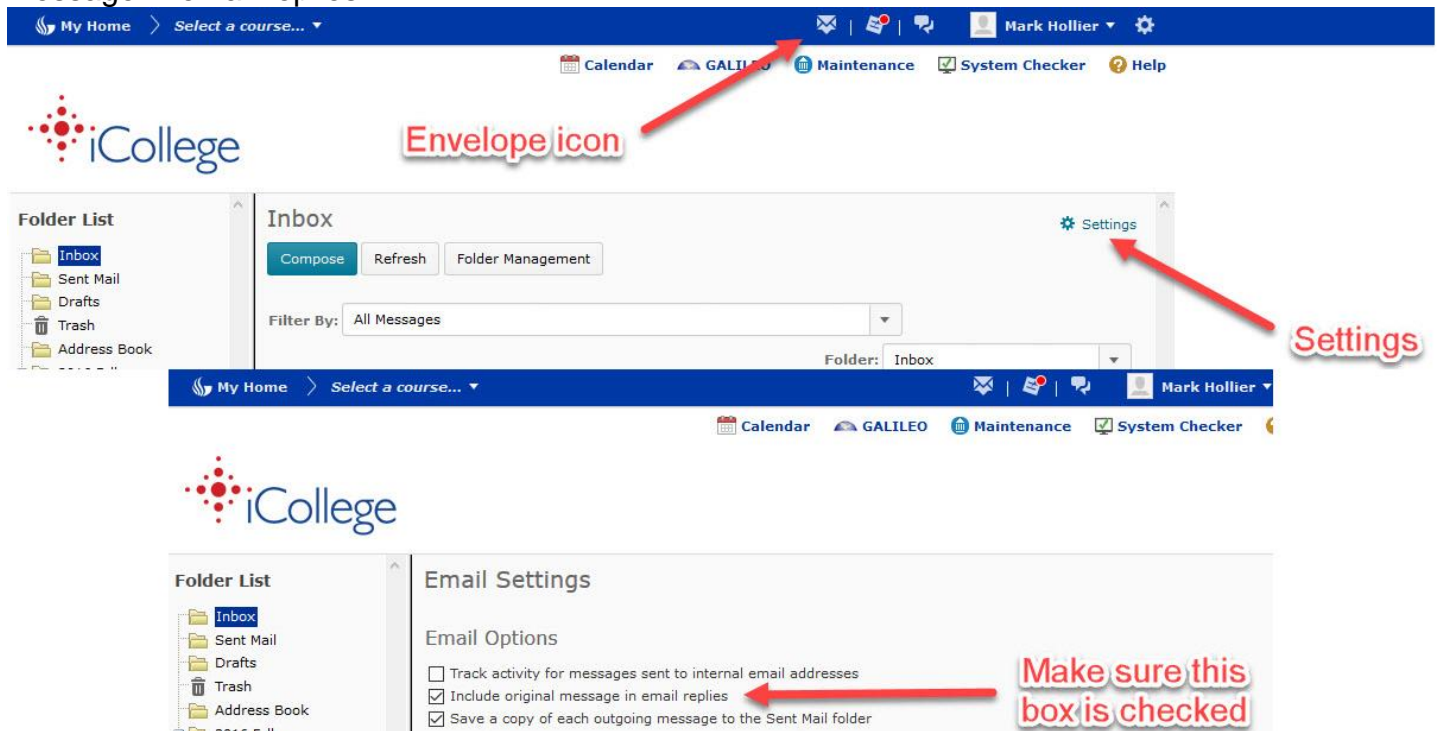 My Home > Select a course... Mark Hollier
Calendar GALILEO Maintenance System Checker Help
iCollege
Envelope icon
Folder List
Inbox
Sent Mail
Drafts
Trash
Address Book
Inbox
Settings
Compose Refresh Folder Management
Filter By: All Messages
Folder: Inbox
Settings
My Home > Select a course... Mark Hollier
Calendar GALILEO Maintenance System Checker
iCollege
Folder List
Inbox
Sent Mail
Drafts
Trash
Address Book
Email Settings
Email Options
Track activity for messages sent to internal email addresses
Include original message in email replies
Save a copy of each outgoing message to the Sent Mail folder
Make sure this
box is checked